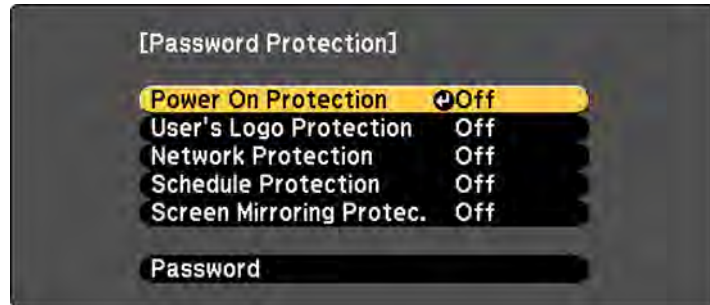 [Password Protection]
Power On Protection Off
User's Logo Protection Off
Network Protection Off
Schedule Protection Off
Screen Mirroring Protec. Off
Password